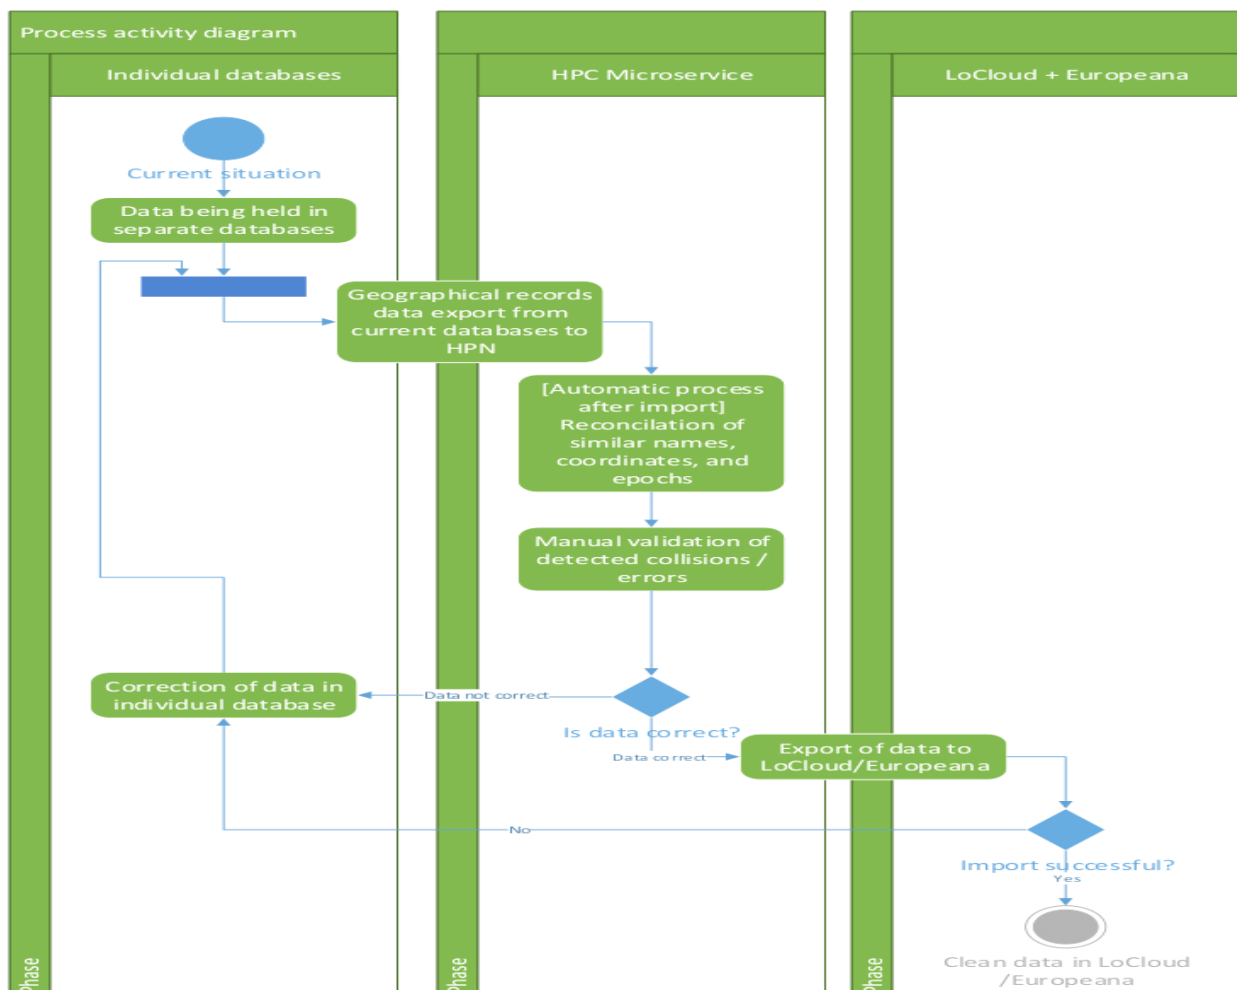 Process activity diagram
Individual databases
HPC Microservice
LoCloud + Europeana
Current situation
Data being held in
separate databases
Geographical records
data export from
current databases to
HPN
[Automatic process
after import]
Reconcilation of
similar names,
coordinates, and
epochs
Manual validation of
detected collisions /
errors
Correction of data in
individual database
Data not correct
Is data correct?
Data correct
Export of data to
LoCloud/Europeana
No
Import successful?
Yes
Clean data in LoCloud
/Europeana
Phase
Phase
Phase